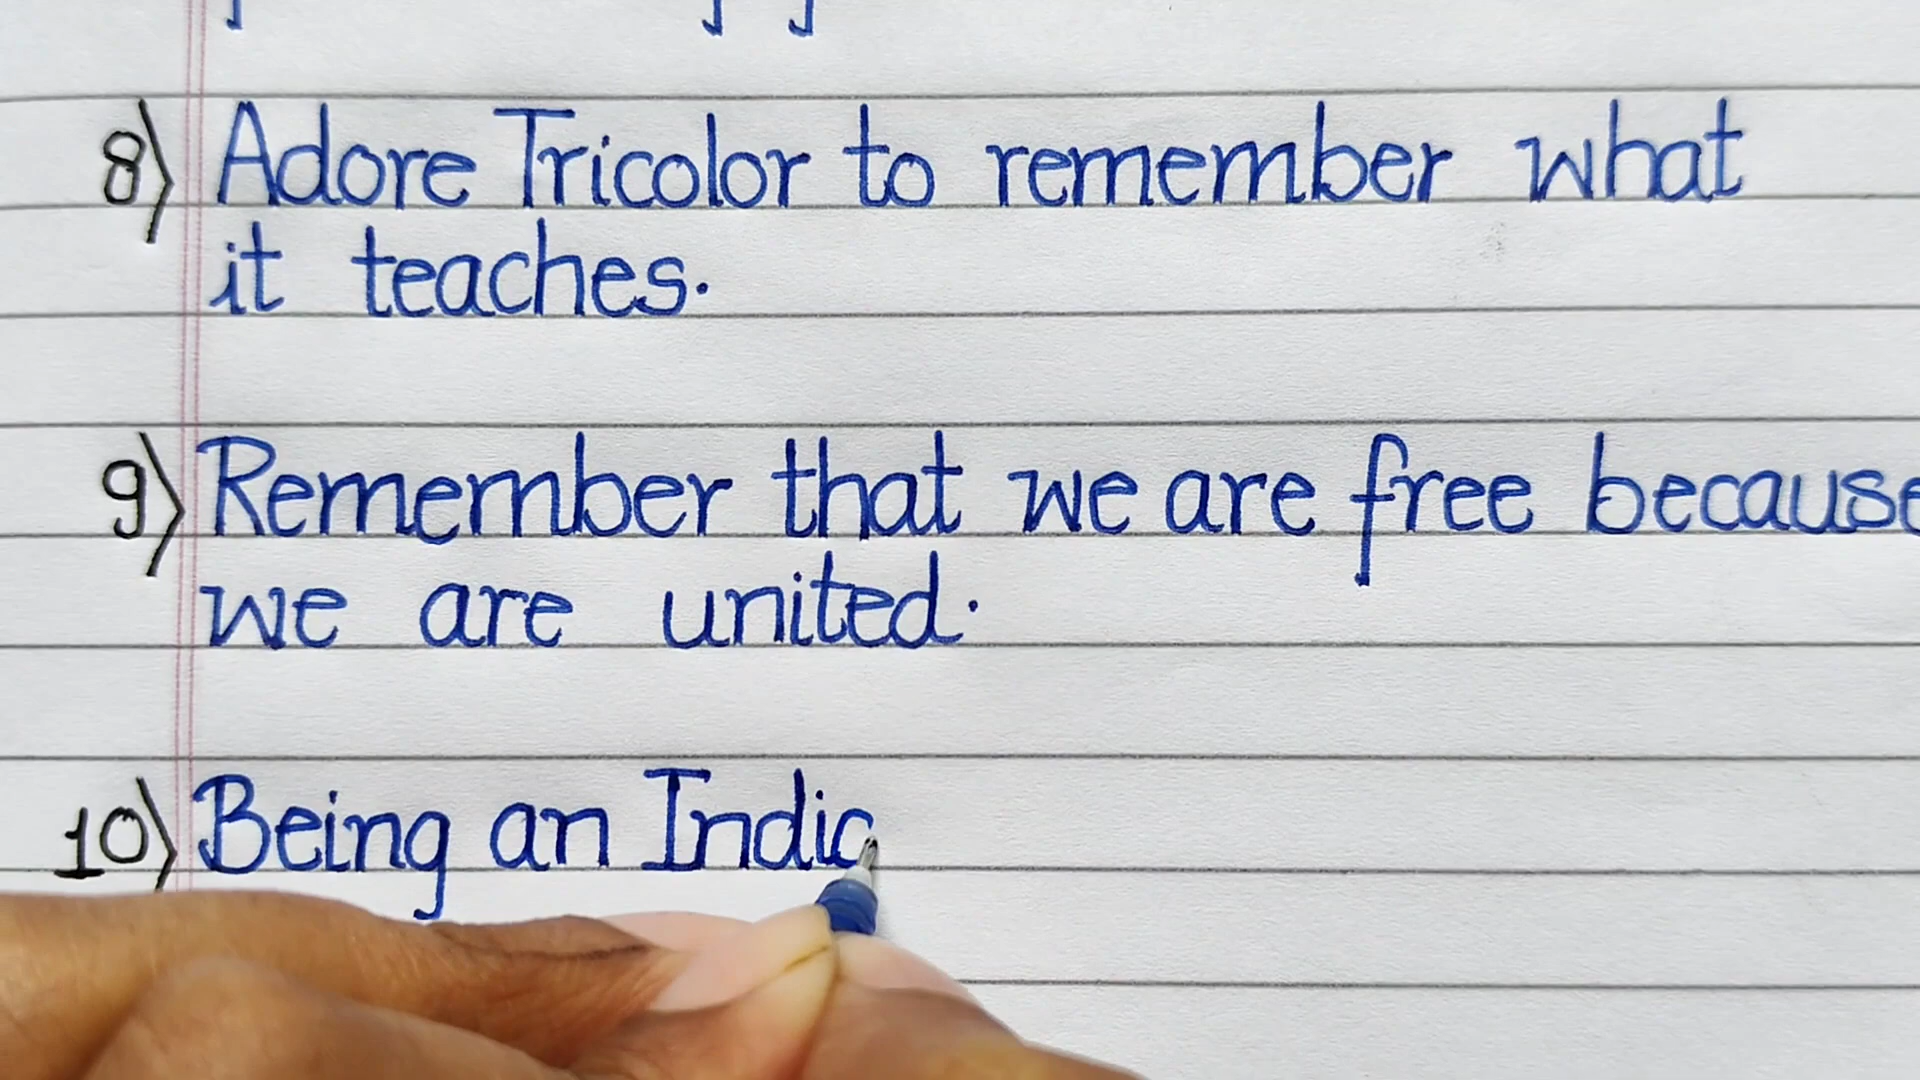 8) Adore Tricolor to remember what
it teaches.
9) Remember that we are free because
we are united.
10) Being an Indic